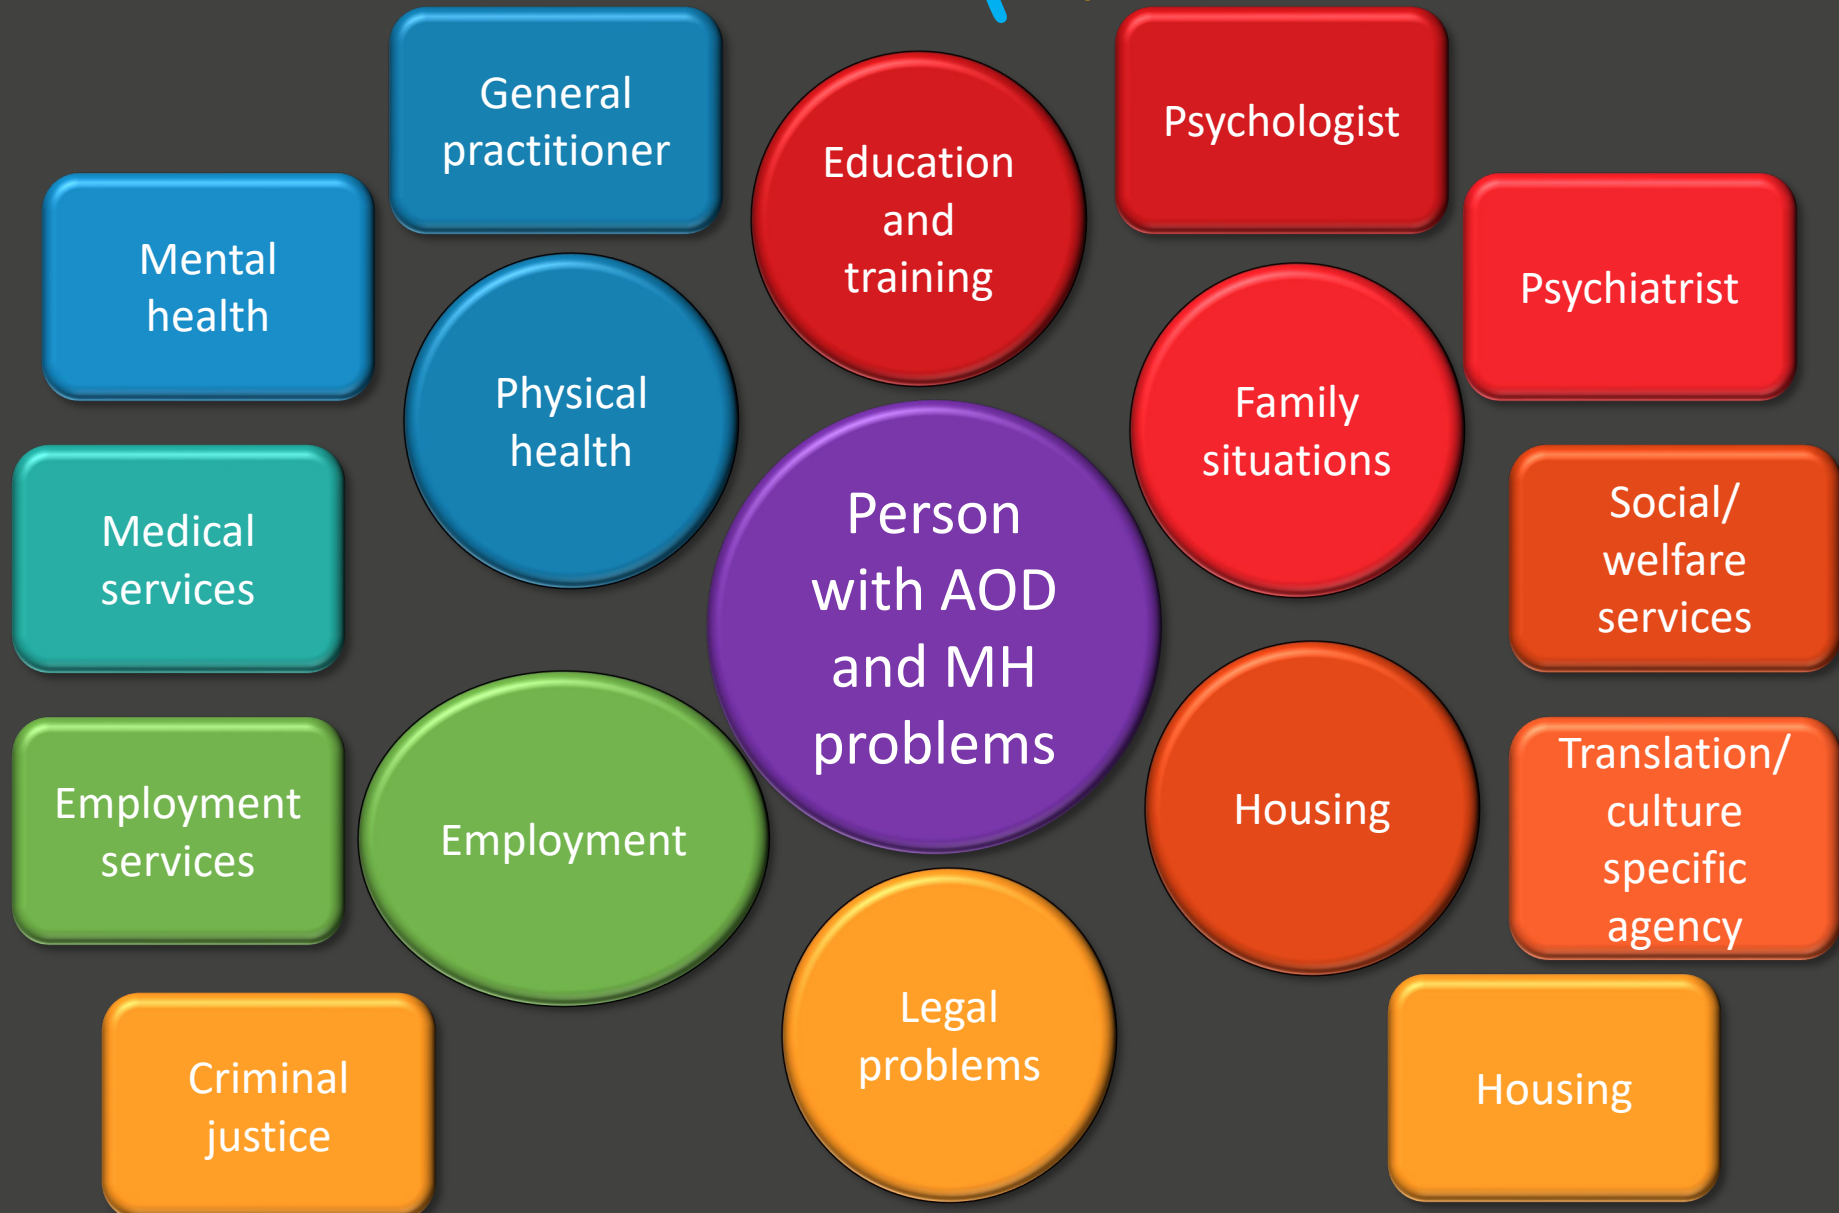 General
practitioner
Education
and
training
Psychologist
Mental
health
Psychiatrist
Physical
health
Family
situations
Medical
services
Person
with AOD
and MH
problems
Social/
welfare
services
Employment
services
Employment
Housing
Translation/
culture
specific
agency
Criminal
justice
Legal
problems
Housing